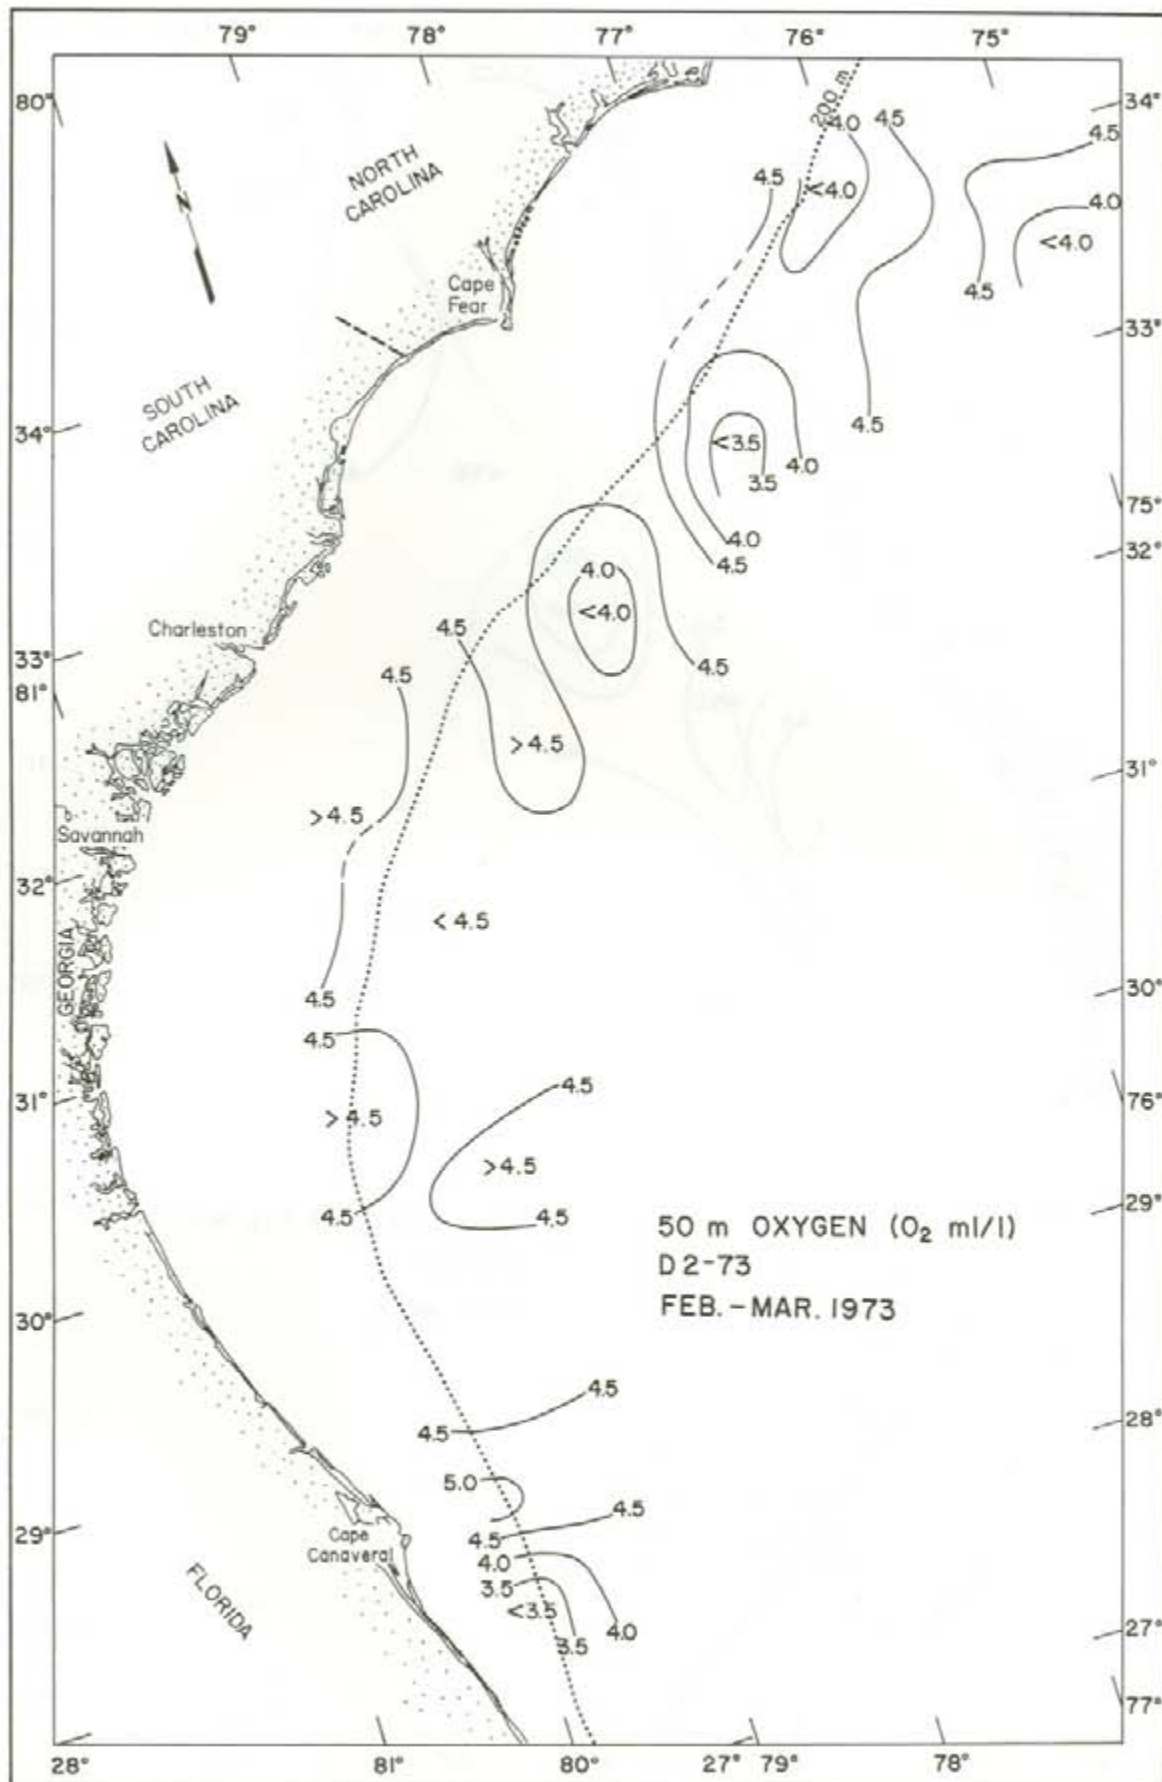 79° 78° 77° 76° 75°
80° 34°
200 m
4.0 4.5 4.5
NORTH
CAROLINA
N
4.5 <4.0 4.0
<4.0
Cape
Fear
4.5
33°
SOUTH
CAROLINA
34° 4.5
<3.5 4.0
3.5
75°
4.0 32°
4.5
4.0
<4.0
Charleston 4.5
33° 4.5 4.5
81°
>4.5
31°
>4.5
Savannah
32°
<4.5
GEORGIA
4.5 30°
4.5
4.5
31° >4.5 76°
>4.5
4.5 4.5 29°
50 m OXYGEN (O₂ ml/l)
D2-73
FEB.-MAR. 1973
30°
4.5
4.5 28°
5.0
4.5
29° 4.5
Cape
Canaveral
4.0
3.5
<3.5
FLORIDA
3.5 4.0 27°
77°
28° 81° 80° 27° 79° 78°